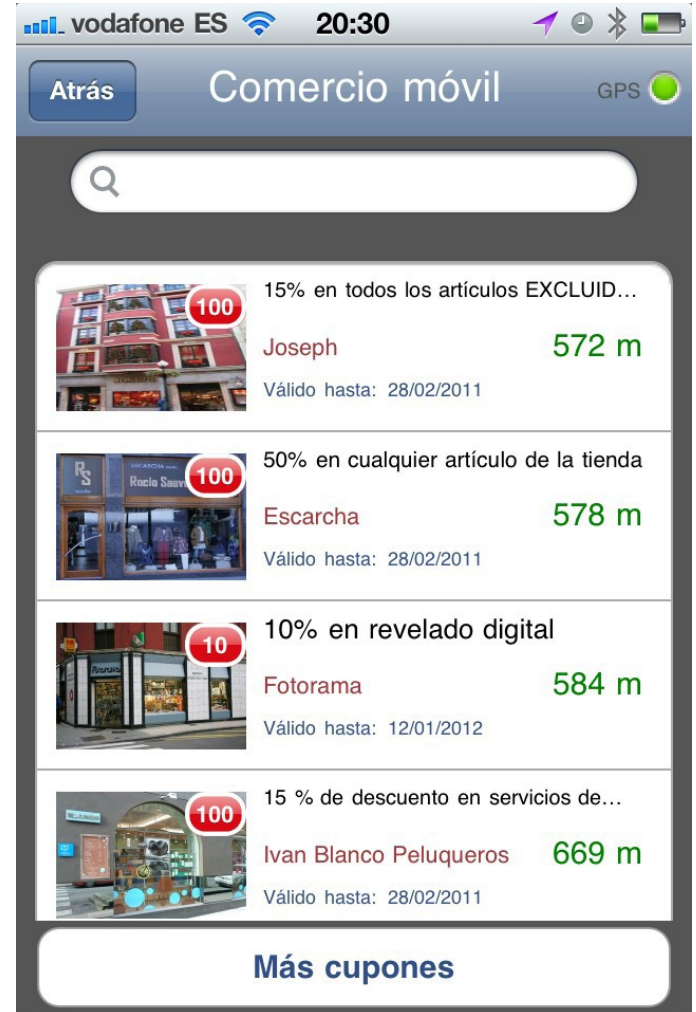 vodafone ES 20:30
Atrás
Comercio móvil
GPS
100
15% en todos los artículos EXCLUID...
Joseph
572 m
Válido hasta: 28/02/2011
RS
Rocio
100
50% en cualquier artículo de la tienda
Escarcha
578 m
Válido hasta: 28/02/2011
10
10% en revelado digital
Fotorama
584 m
Válido hasta: 12/01/2012
100
15 % de descuento en servicios de...
Ivan Blanco Peluqueros
669 m
Válido hasta: 28/02/2011
Más cupones